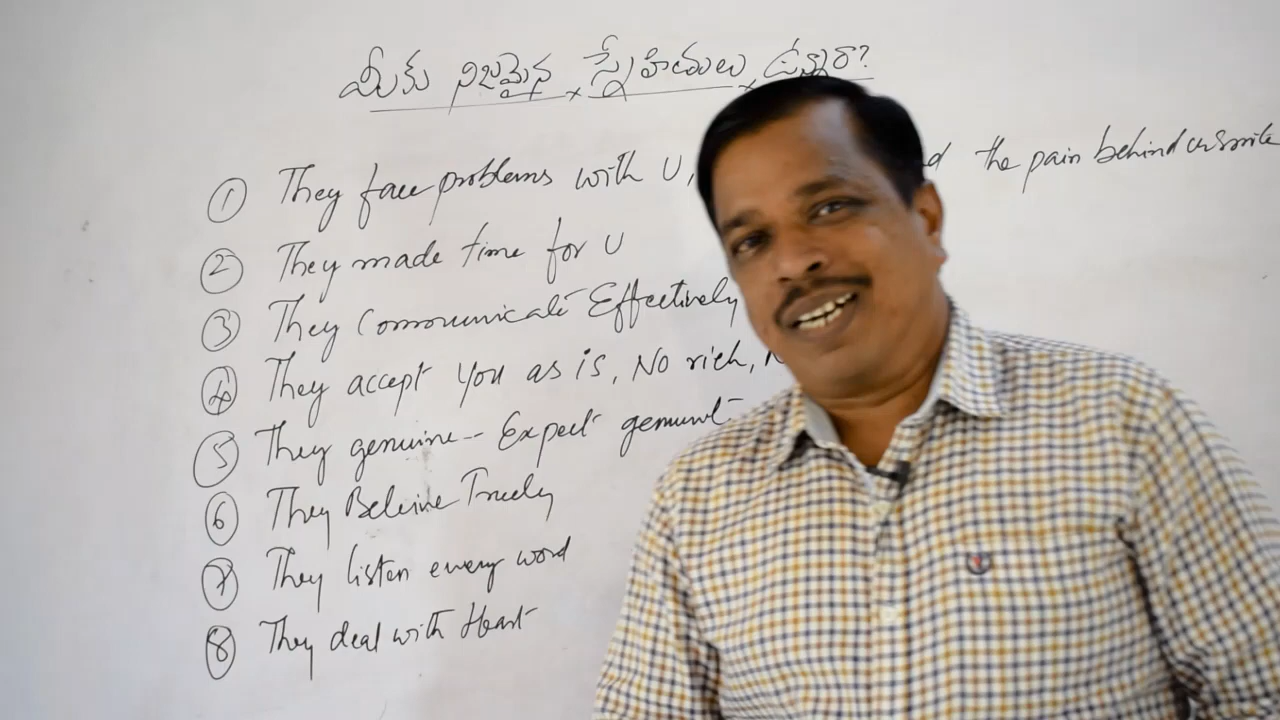 మీకు నిజమైన స్నేహితులు ఉన్నారా?
① They face problems with U, the pain behind ur smile
② They made time for U
③ They Communicate Effectively
④ They accept You as is, No rich,
⑤ They genuine -- Expect
⑥ They Beleive Truely
⑦ They listen every word
⑧ They deal with Heart